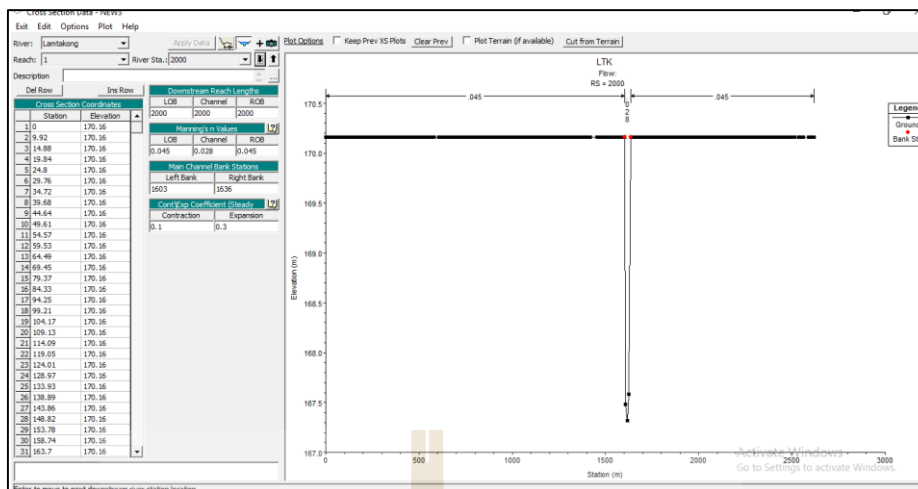 Cross Section Data - NEW3
Exit Edit Options Plot Help
River: Lamtakong Apply Data
Reach: 1 River Sta.: 2000
Description ...
Plot Options Keep Prev XS Plots Clear Prev Plot Terrain (if available) Cut from Terrain
Del Row Ins Row
Cross Section Coordinates
Station Elevation
1 0 170.16
2 9.92 170.16
3 14.88 170.16
4 19.84 170.16
5 24.8 170.16
6 29.76 170.16
7 34.72 170.16
8 39.68 170.16
9 44.64 170.16
10 49.61 170.16
11 54.57 170.16
12 59.53 170.16
13 64.49 170.16
14 69.45 170.16
15 79.37 170.16
16 84.33 170.16
17 94.25 170.16
18 99.21 170.16
19 104.17 170.16
20 109.13 170.16
21 114.09 170.16
22 119.05 170.16
23 124.01 170.16
24 128.97 170.16
25 133.93 170.16
26 138.89 170.16
27 143.86 170.16
28 148.82 170.16
29 153.78 170.16
30 158.74 170.16
31 163.7 170.16
Downstream Reach Lengths
LOB Channel ROB
2000 2000 2000
Manning's n Values
LOB Channel ROB
0.045 0.028 0.045
Main Channel Bank Stations
Left Bank Right Bank
1603 1636
Cont\Exp Coefficient (Steady
Contraction Expansion
0.1 0.3
LTK
Flow:
RS = 2000
.045
0
2
8
.045
170.5
170.0
169.5
169.0
168.5
168.0
167.5
167.0
Elevation (m)
0 500 1000 1500 2000 2500 3000
Station (m)
Legend
Ground
Bank Sta
Activate Windows
Go to Settings to activate Windows.
Enter to move to next downstream river station location